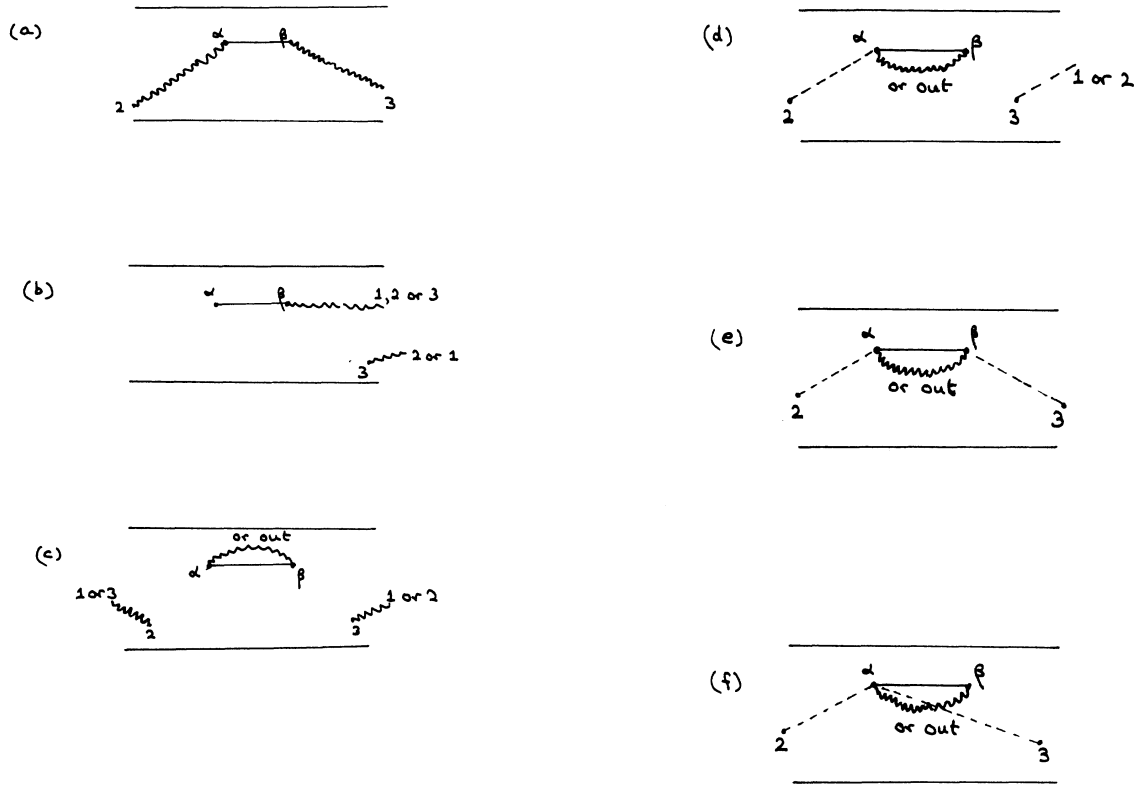 (a)
α β
2 3
(b)
α β 1, 2 or 3
3 2 or 1
(c)
or out
α β
1 or 3 1 or 2
2 3
(d)
α β
or out
2 3 1 or 2
(e)
α β
or out
2 3
(f)
α β
or out
2 3